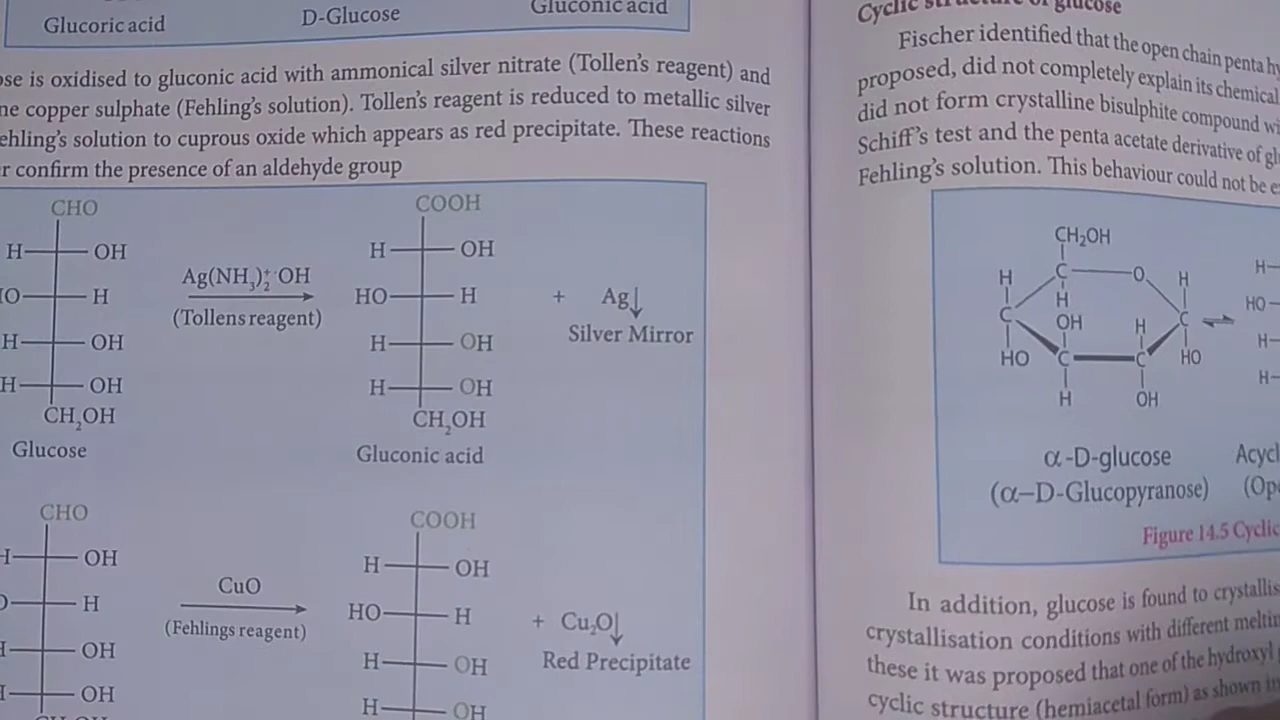 Glucoric acid
D-Glucose
Gluconic acid
is oxidised to gluconic acid with ammonical silver nitrate (Tollen's reagent) and
copper sulphate (Fehling's solution). Tollen's reagent is reduced to metallic silver
solution to cuprous oxide which appears as red precipitate. These reactions
confirm the presence of an aldehyde group
CHO
H OH
H
H OH
H OH
CH₂OH
Glucose
Ag(NH₃)₂⁺ OH
(Tollens reagent)
COOH
H OH
HO H
H OH
H OH
CH₂OH
Gluconic acid
+ Ag↓
Silver Mirror
CHO
OH
H
OH
OH
CuO
(Fehlings reagent)
COOH
H OH
HO H
H OH
H OH
+ Cu₂O↓
Red Precipitate
Cyclic structure of glucose
Fischer identified that the open chain penta
proposed, did not completely explain its chemical
did not form crystalline bisulphite compound
Schiff's test and the penta acetate derivative of
Fehling's solution. This behaviour could not be
CH₂OH
H C O H
H
C OH H C ⇌
HO C C HO
H OH
H
HO
H
H
α-D-glucose
(α–D-Glucopyranose)
Figure 14.5 Cyclic
In addition, glucose is found to
crystallisation conditions with different
these it was proposed that one of the hydroxyl
cyclic structure (hemiacetal form) as shown